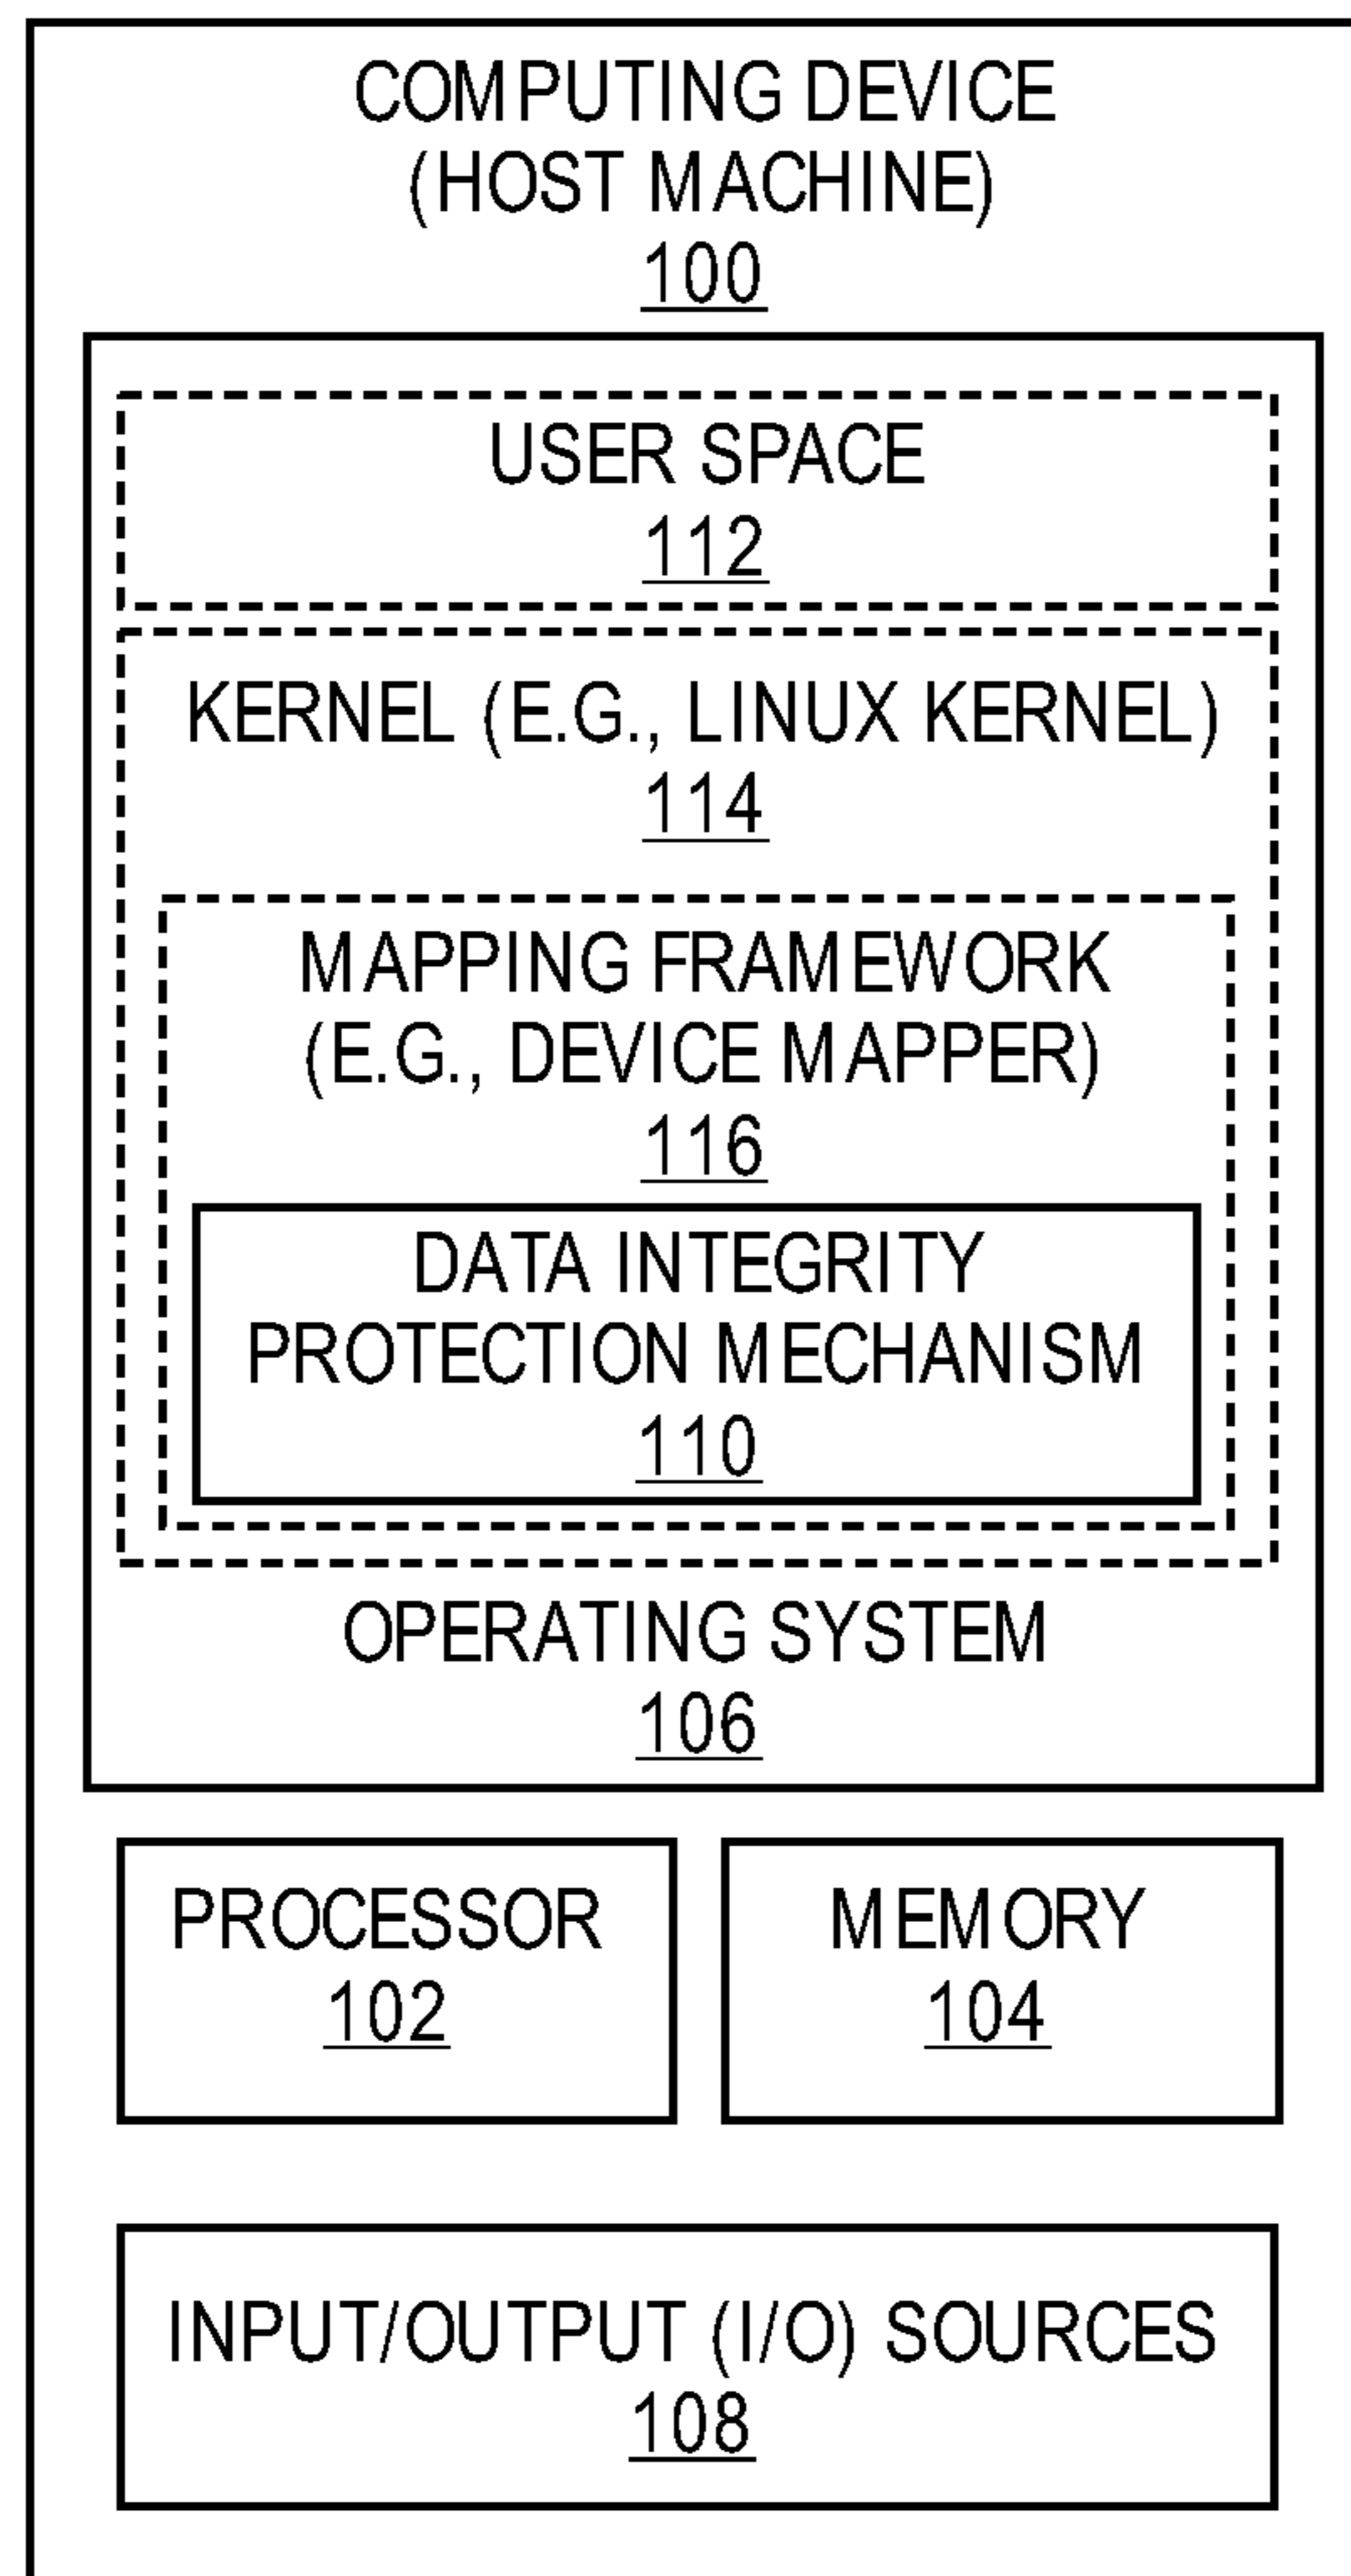 COMPUTING DEVICE
(HOST MACHINE)
100
USER SPACE
112
KERNEL (E.G., LINUX KERNEL)
114
MAPPING FRAMEWORK
(E.G., DEVICE MAPPER)
116
DATA INTEGRITY
PROTECTION MECHANISM
110
OPERATING SYSTEM
106
PROCESSOR
102
MEMORY
104
INPUT/OUTPUT (I/O) SOURCES
108